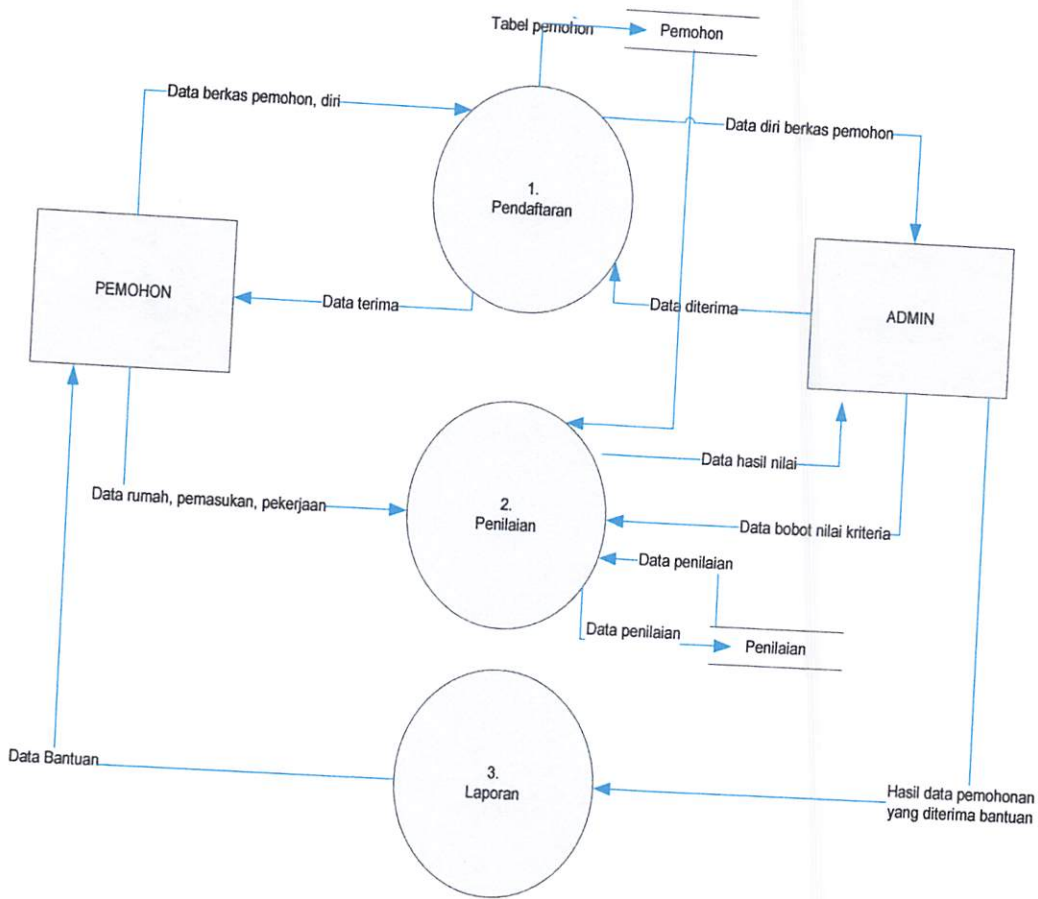 Tabel pemohon
Pemohon
Data berkas pemohon, diri
Data diri berkas pemohon
1.
Pendaftaran
PEMOHON
Data terima
Data diterima
ADMIN
Data hasil nilai
Data rumah, pemasukan, pekerjaan
2.
Penilaian
Data bobot nilai kriteria
Data penilaian
Data penilaian
Penilaian
Data Bantuan
3.
Laporan
Hasil data pemohonan
yang diterima bantuan